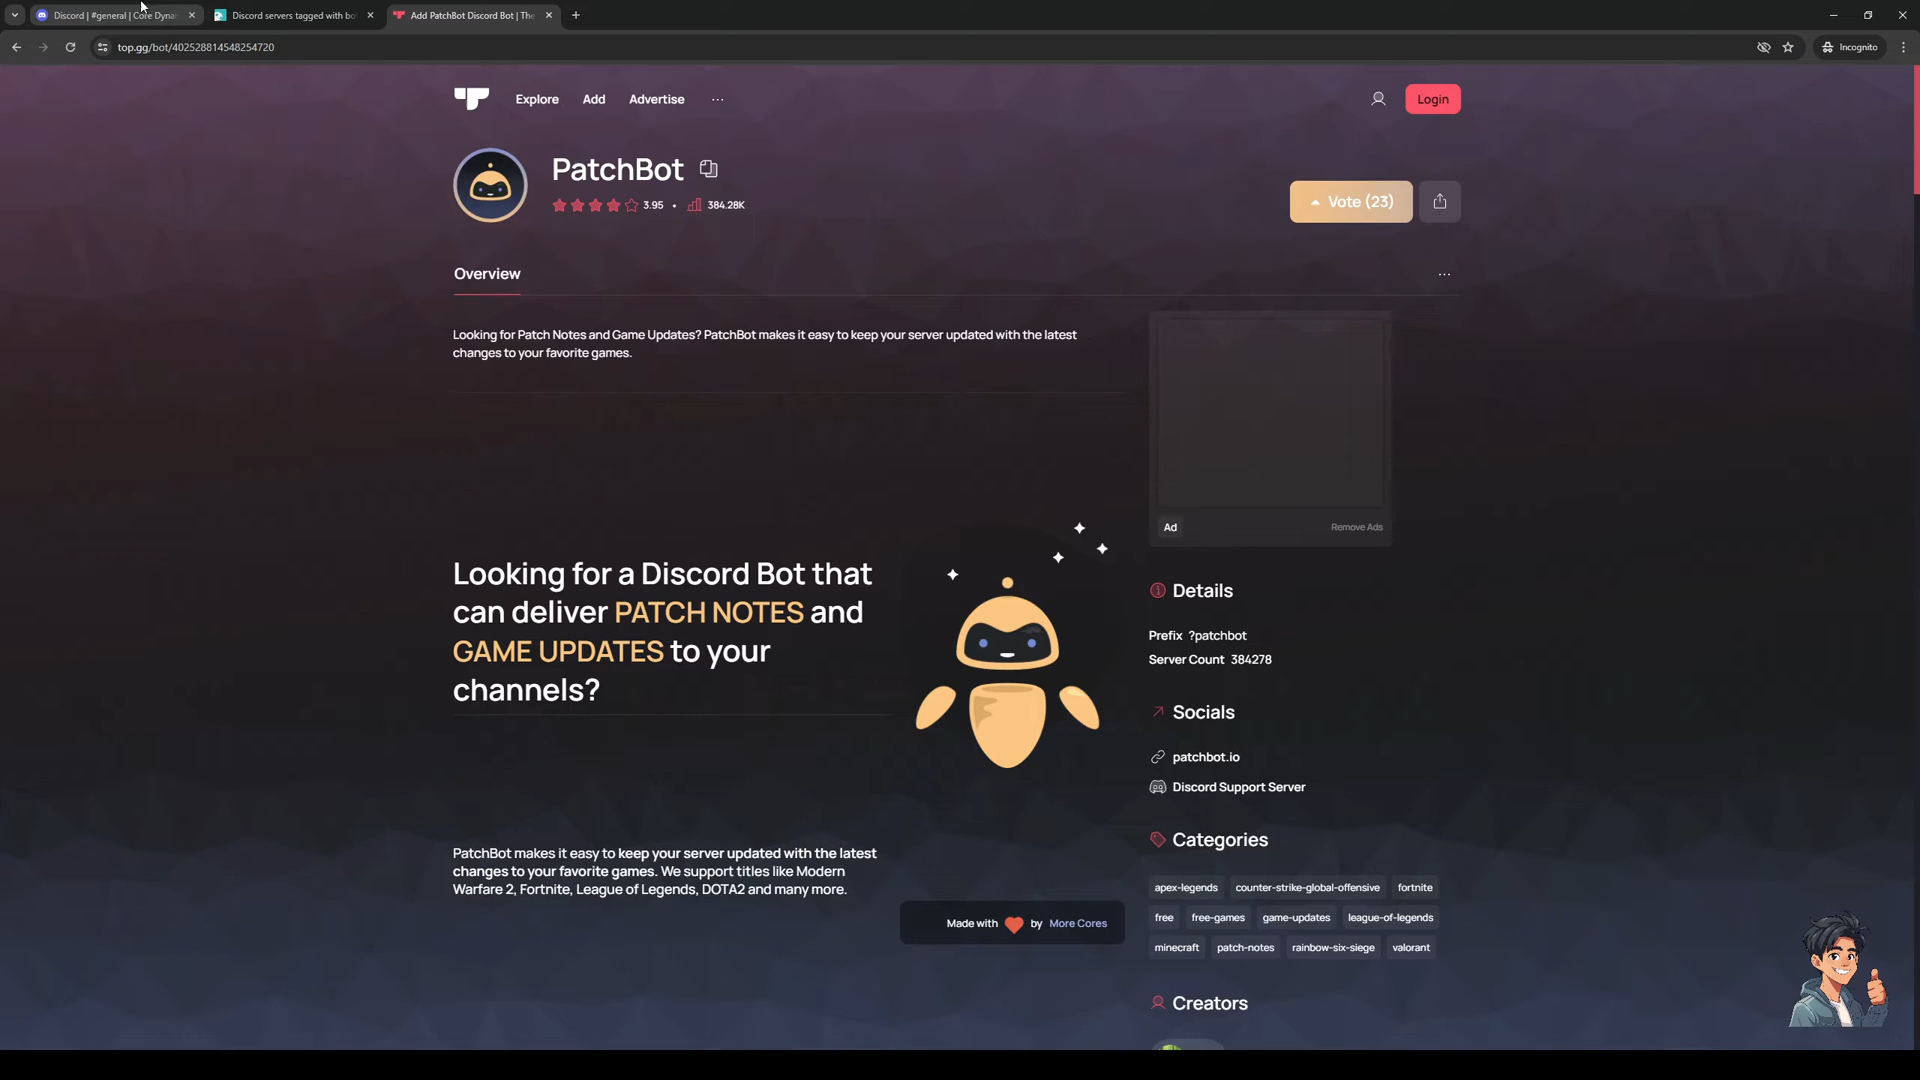 Discord | #general | Core Dyna
Discord servers tagged with bo
Add PatchBot Discord Bot | The
top.gg/bot/402528814548254720
Incognito
Explore
Add
Advertise
Login
PatchBot
3.95 • 384.28K
Vote (23)
Overview
Looking for Patch Notes and Game Updates? PatchBot makes it easy to keep your server updated with the latest
changes to your favorite games.
Ad
Remove Ads
Looking for a Discord Bot that
can deliver PATCH NOTES and
GAME UPDATES to your
channels?
PatchBot makes it easy to keep your server updated with the latest
changes to your favorite games. We support titles like Modern
Warfare 2, Fortnite, League of Legends, DOTA2 and many more.
Made with by More Cores
Details
Prefix ?patchbot
Server Count 384278
Socials
patchbot.io
Discord Support Server
Categories
apex-legends counter-strike-global-offensive fortnite
free free-games game-updates league-of-legends
minecraft patch-notes rainbow-six-siege valorant
Creators